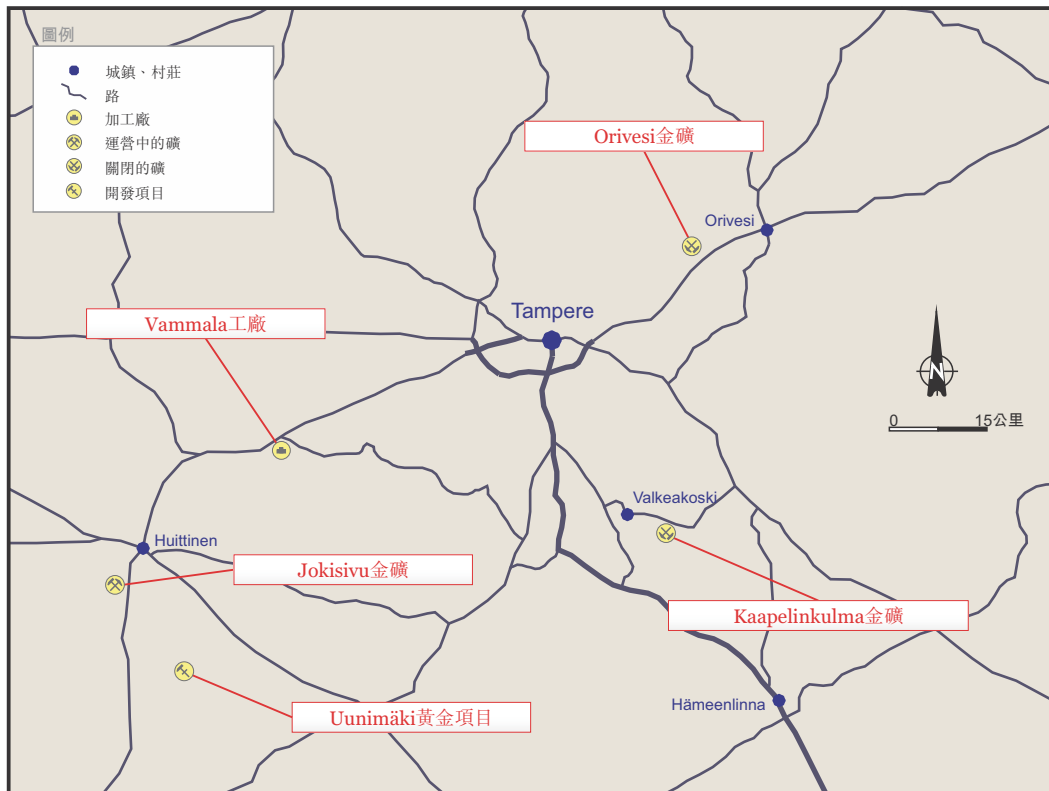 圖例
城鎮、村莊
路
加工廠
運營中的礦
關閉的礦
開發項目
Orivesi金礦
Orivesi
Vammala工廠
Tampere
N
0 15公里
Valkeakoski
Huittinen
Jokisivu金礦
Kaapelinkulma金礦
Hämeenlinna
Uunimäki黃金項目